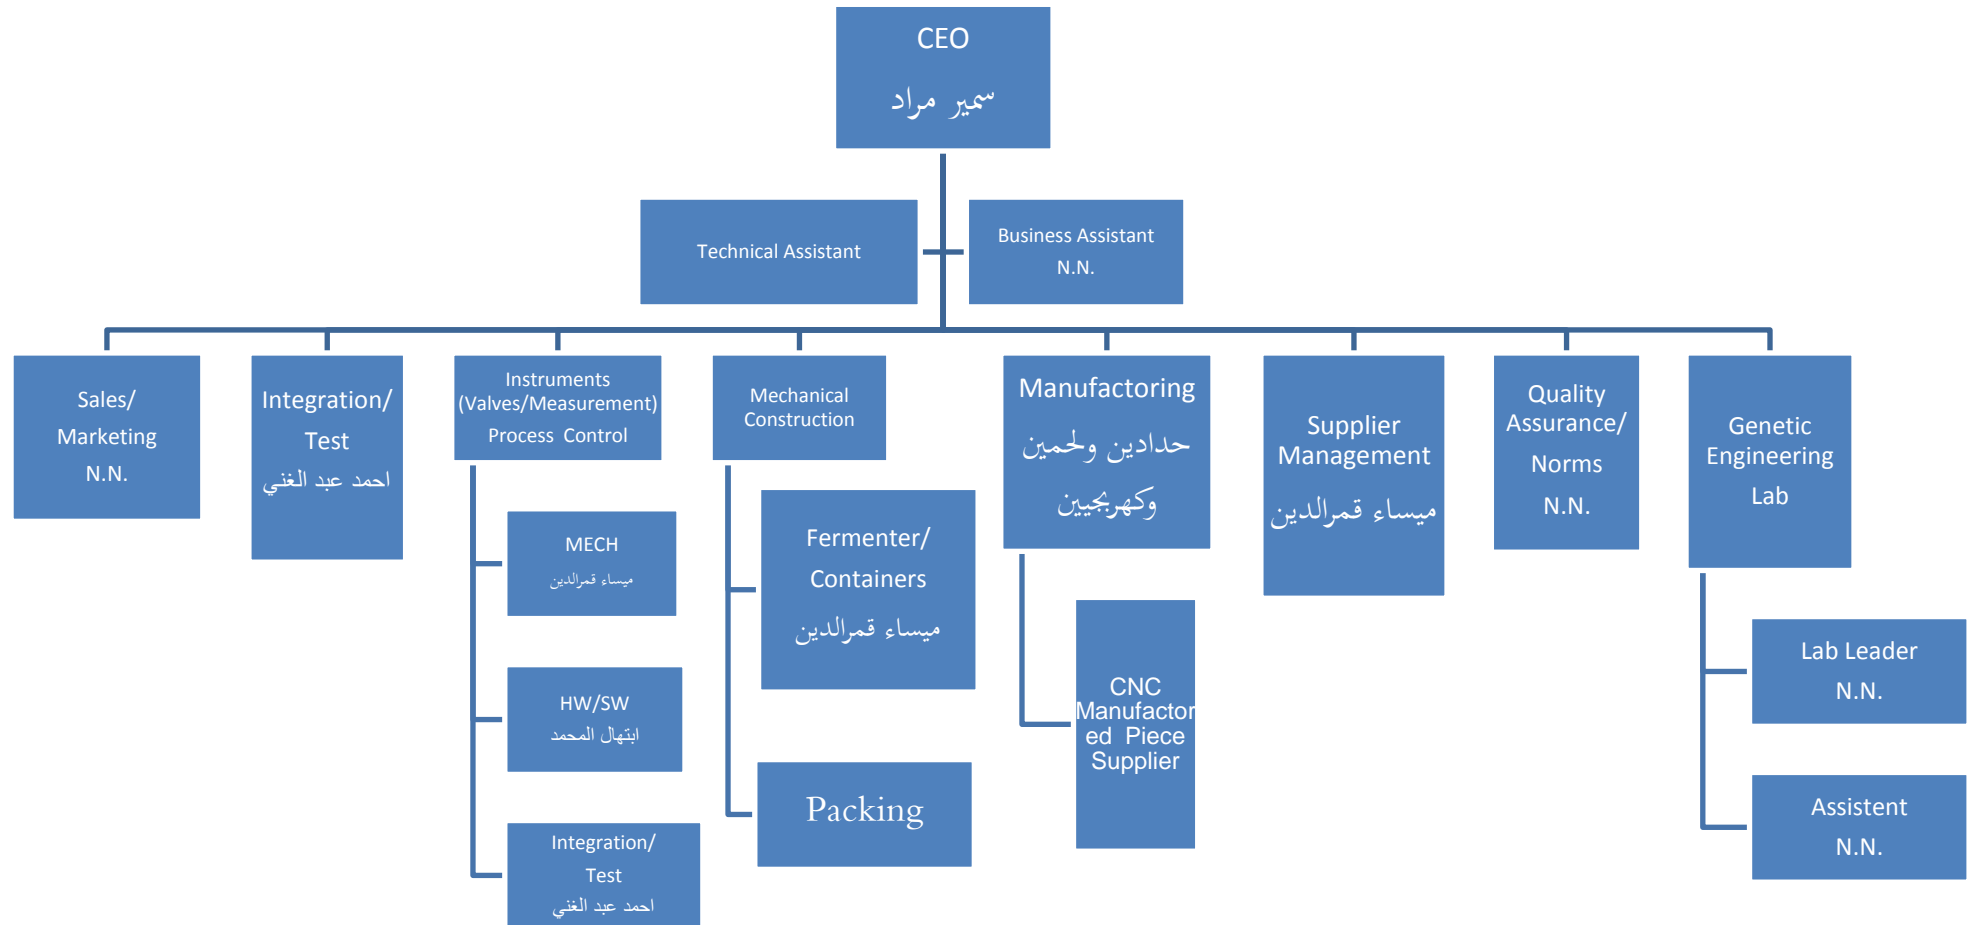 CEO
سمير مراد
Technical Assistant
Business Assistant
N.N.
Sales/
Marketing
N.N.
Integration/
Test
احمد عبد الغني
Instruments
(Valves/Measurement)
Process Control
Mechanical
Construction
Manufactoring
حدادين ولحمين
وكهربجيين
Supplier
Management
ميساء قمرالدين
Quality
Assurance/
Norms
N.N.
Genetic
Engineering
Lab
MECH
ميساء قمرالدين
HW/SW
ابتهال المحمد
Integration/
Test
احمد عبد الغني
Fermenter/
Containers
ميساء قمرالدين
Packing
CNC
Manufactor
ed Piece
Supplier
Lab Leader
N.N.
Assistent
N.N.